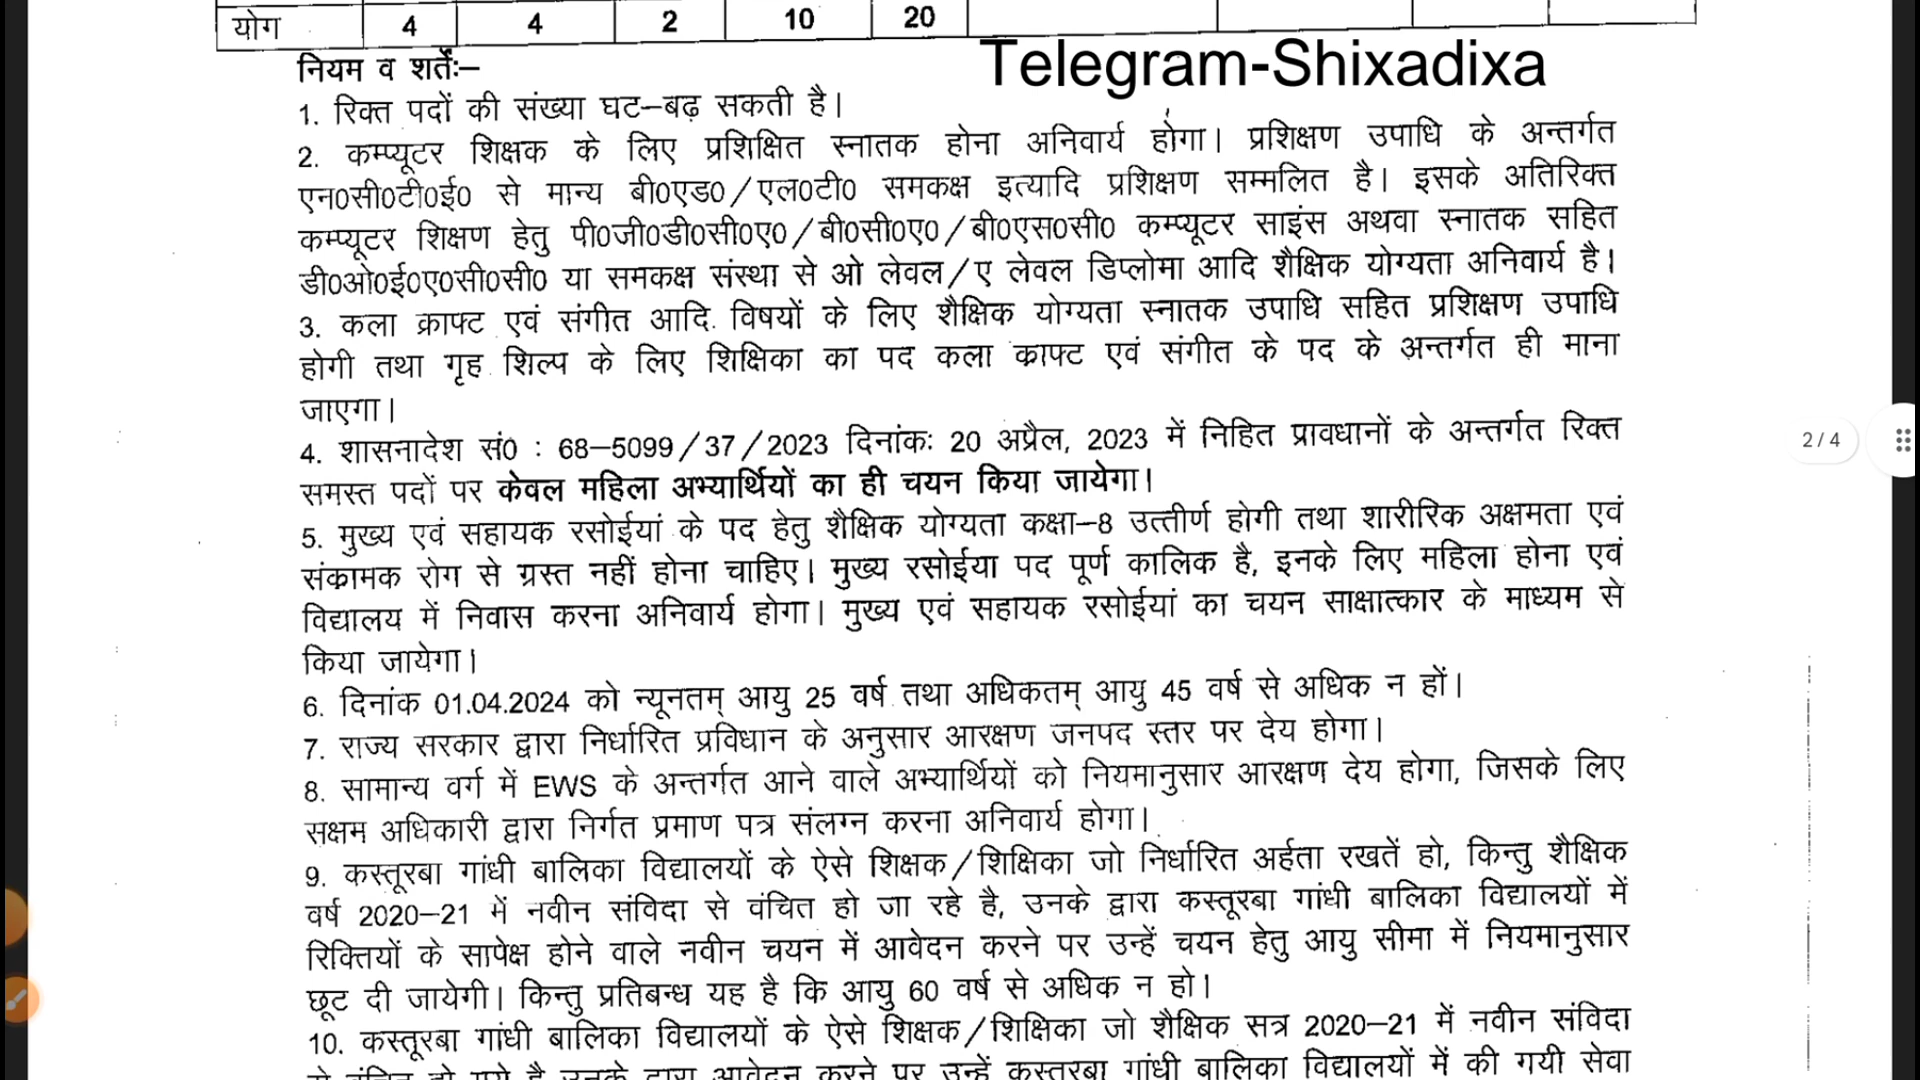 योग 4 4 2 10 20
Telegram-Shixadixa
नियम व शर्तेः–
1. रिक्त पदों की संख्या घट–बढ़ सकती है।
2. कम्प्यूटर शिक्षक के लिए प्रशिक्षित स्नातक होना अनिवार्य होगा। प्रशिक्षण उपाधि के अन्तर्गत
एन0सी0टी0ई0 से मान्य बी0एड0/एल0टी0 समकक्ष इत्यादि प्रशिक्षण सम्मलित है। इसके अतिरिक्त
कम्प्यूटर शिक्षण हेतु पी0जी0डी0सी0ए0/बी0सी0ए0/बी0एस0सी0 कम्प्यूटर साइंस अथवा स्नातक सहित
डी0ओ0ई0ए0सी0सी0 या समकक्ष संस्था से ओ लेवल/ए लेवल डिप्लोमा आदि शैक्षिक योग्यता अनिवार्य है।
3. कला क्राफ्ट एवं संगीत आदि विषयों के लिए शैक्षिक योग्यता स्नातक उपाधि सहित प्रशिक्षण उपाधि
होगी तथा गृह शिल्प के लिए शिक्षिका का पद कला क्राफ्ट एवं संगीत के पद के अन्तर्गत ही माना
जाएगा।
4. शासनादेश सं0 : 68–5099/37/2023 दिनांकः 20 अप्रैल, 2023 में निहित प्रावधानों के अन्तर्गत रिक्त
समस्त पदों पर केवल महिला अभ्यार्थियों का ही चयन किया जायेगा।
5. मुख्य एवं सहायक रसोईयां के पद हेतु शैक्षिक योग्यता कक्षा–8 उत्तीर्ण होगी तथा शारीरिक अक्षमता एवं
संक्रामक रोग से ग्रस्त नहीं होना चाहिए। मुख्य रसोईया पद पूर्ण कालिक है, इनके लिए महिला होना एवं
विद्यालय में निवास करना अनिवार्य होगा। मुख्य एवं सहायक रसोईयां का चयन साक्षात्कार के माध्यम से
किया जायेगा।
6. दिनांक 01.04.2024 को न्यूनतम् आयु 25 वर्ष तथा अधिकतम् आयु 45 वर्ष से अधिक न हों।
7. राज्य सरकार द्वारा निर्धारित प्रविधान के अनुसार आरक्षण जनपद स्तर पर देय होगा।
8. सामान्य वर्ग में EWS के अन्तर्गत आने वाले अभ्यार्थियों को नियमानुसार आरक्षण देय होगा, जिसके लिए
सक्षम अधिकारी द्वारा निर्गत प्रमाण पत्र संलग्न करना अनिवार्य होगा।
9. कस्तूरबा गांधी बालिका विद्यालयों के ऐसे शिक्षक/शिक्षिका जो निर्धारित अर्हता रखतें हो, किन्तु शैक्षिक
वर्ष 2020–21 में नवीन संविदा से वंचित हो जा रहे है, उनके द्वारा कस्तूरबा गांधी बालिका विद्यालयों में
रिक्तियों के सापेक्ष होने वाले नवीन चयन में आवेदन करने पर उन्हें चयन हेतु आयु सीमा में नियमानुसार
छूट दी जायेगी। किन्तु प्रतिबन्ध यह है कि आयु 60 वर्ष से अधिक न हो।
10. कस्तूरबा गांधी बालिका विद्यालयों के ऐसे शिक्षक/शिक्षिका जो शैक्षिक सत्र 2020–21 में नवीन संविदा
से वंचित हो गये है उनके द्वारा आवेदन करने पर उन्हें कस्तूरबा गांधी बालिका विद्यालयों में की गयी सेवा
2/4